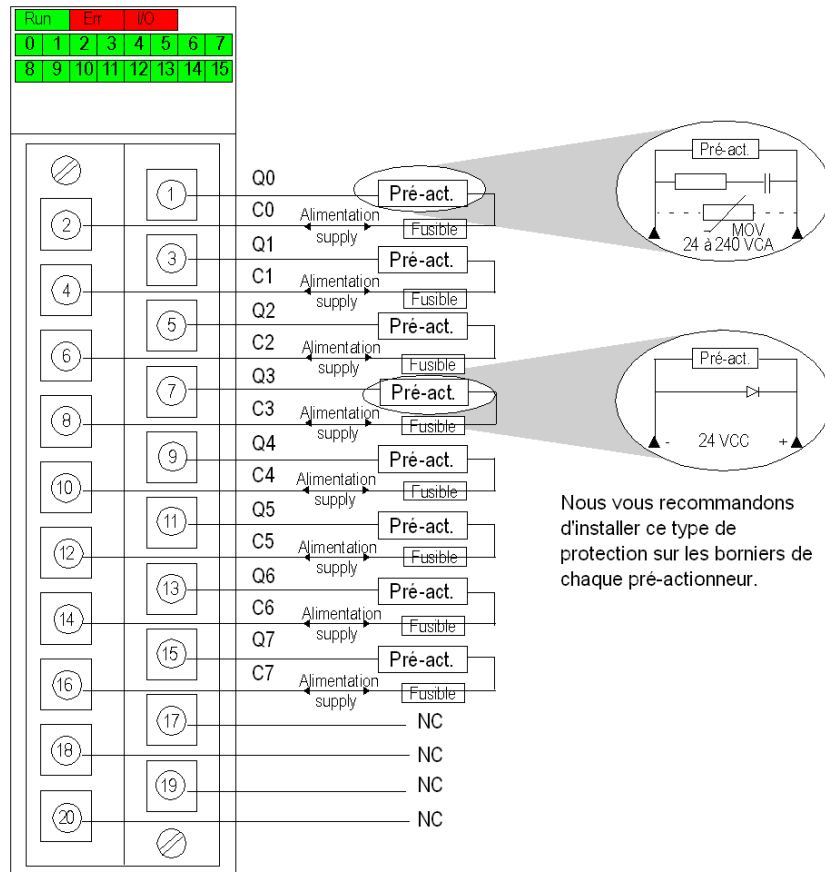 Run Err I/O
0 1 2 3 4 5 6 7
8 9 10 11 12 13 14 15
1 Q0 Pré-act.
2 C0 Alimentation supply Fusible
3 Q1 Pré-act.
4 C1 Alimentation supply Fusible
5 Q2 Pré-act.
6 C2 Alimentation supply Fusible
7 Q3 Pré-act.
8 C3 Alimentation supply Fusible
9 Q4 Pré-act.
10 C4 Alimentation supply Fusible
11 Q5 Pré-act.
12 C5 Alimentation supply Fusible
13 Q6 Pré-act.
14 C6 Alimentation supply Fusible
15 Q7 Pré-act.
16 C7 Alimentation supply Fusible
17 NC
18 NC
19 NC
20 NC
Pré-act.
MOV
24 à 240 VCA
Pré-act.
- 24 VCC +
Nous vous recommandons
d'installer ce type de
protection sur les borniers de
chaque pré-actionneur.